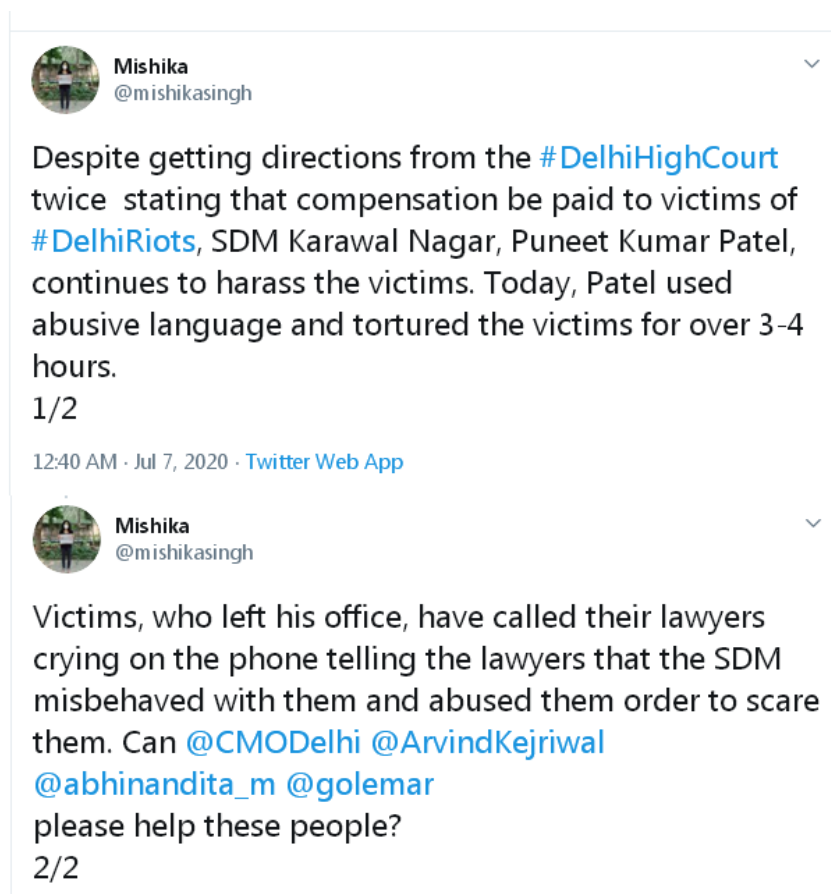 Mishika
@mishikasingh
Despite getting directions from the #DelhiHighCourt
twice stating that compensation be paid to victims of
#DelhiRiots, SDM Karawal Nagar, Puneet Kumar Patel,
continues to harass the victims. Today, Patel used
abusive language and tortured the victims for over 3-4
hours.
1/2
12:40 AM · Jul 7, 2020 · Twitter Web App
Mishika
@mishikasingh
Victims, who left his office, have called their lawyers
crying on the phone telling the lawyers that the SDM
misbehaved with them and abused them order to scare
them. Can @CMODelhi @ArvindKejriwal
@abhinandita_m @golemar
please help these people?
2/2